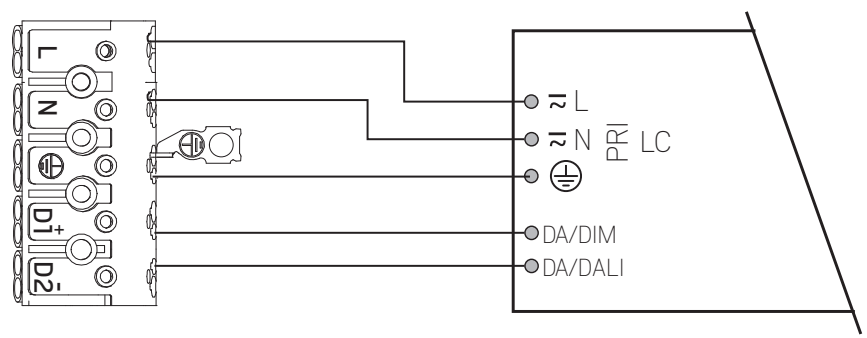 L
N
D1+
D2-
L
N
PRI
LC
DA/DIM
DA/DALI